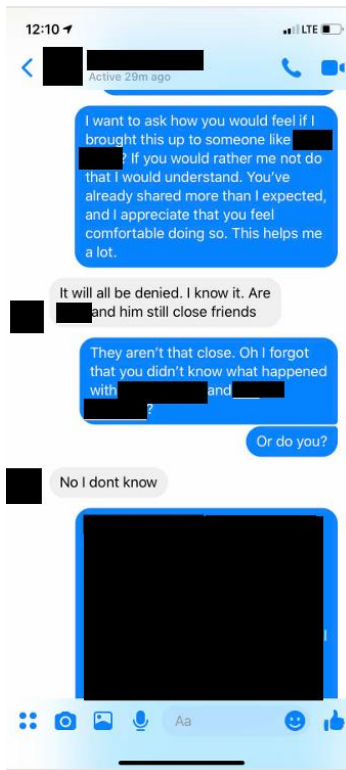 12:10
LTE
Active 29m ago
I want to ask how you would feel if I
brought this up to someone like
? If you would rather me not do
that I would understand. You've
already shared more than I expected,
and I appreciate that you feel
comfortable doing so. This helps me
a lot.
It will all be denied. I know it. Are
and him still close friends
They aren't that close. Oh I forgot
that you didn't know what happened
with and
?
Or do you?
No I dont know
Aa